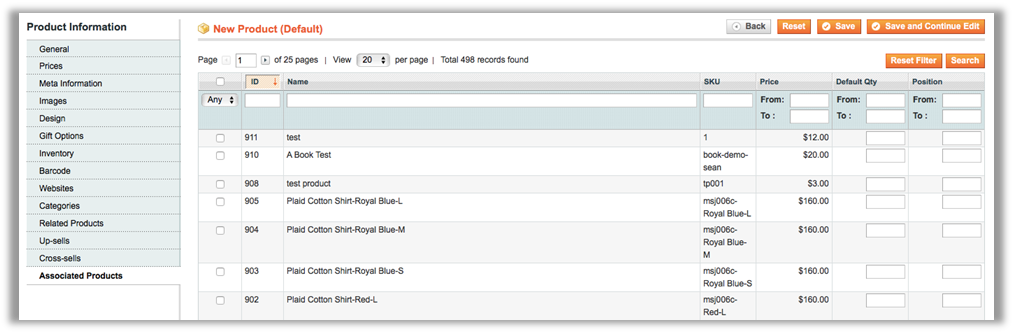 Product Information
General
Prices
Meta Information
Images
Design
Gift Options
Inventory
Barcode
Websites
Categories
Related Products
Up-sells
Cross-sells
Associated Products
New Product (Default)
Back Reset Save Save and Continue Edit
Page 1 of 25 pages | View 20 per page | Total 498 records found
Reset Filter Search
ID Name SKU Price Default Qty Position
Any From: From: From:
To : To : To :
911 test 1 $12.00
910 A Book Test book-demo- $20.00
sean
908 test product tp001 $3.00
905 Plaid Cotton Shirt-Royal Blue-L msj006c- $160.00
Royal Blue-L
904 Plaid Cotton Shirt-Royal Blue-M msj006c- $160.00
Royal Blue-
M
903 Plaid Cotton Shirt-Royal Blue-S msj006c- $160.00
Royal Blue-S
902 Plaid Cotton Shirt-Red-L msj006c- $160.00
Red-L